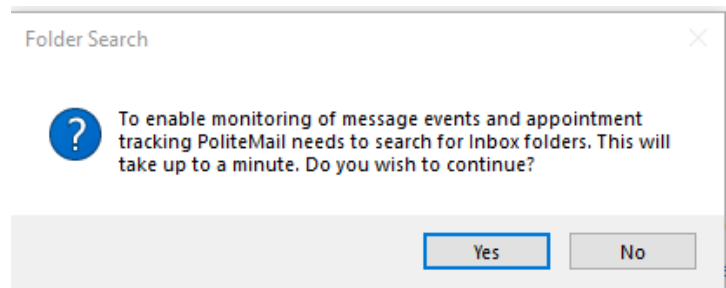 Folder Search
To enable monitoring of message events and appointment
tracking PoliteMail needs to search for Inbox folders. This will
take up to a minute. Do you wish to continue?
Yes No